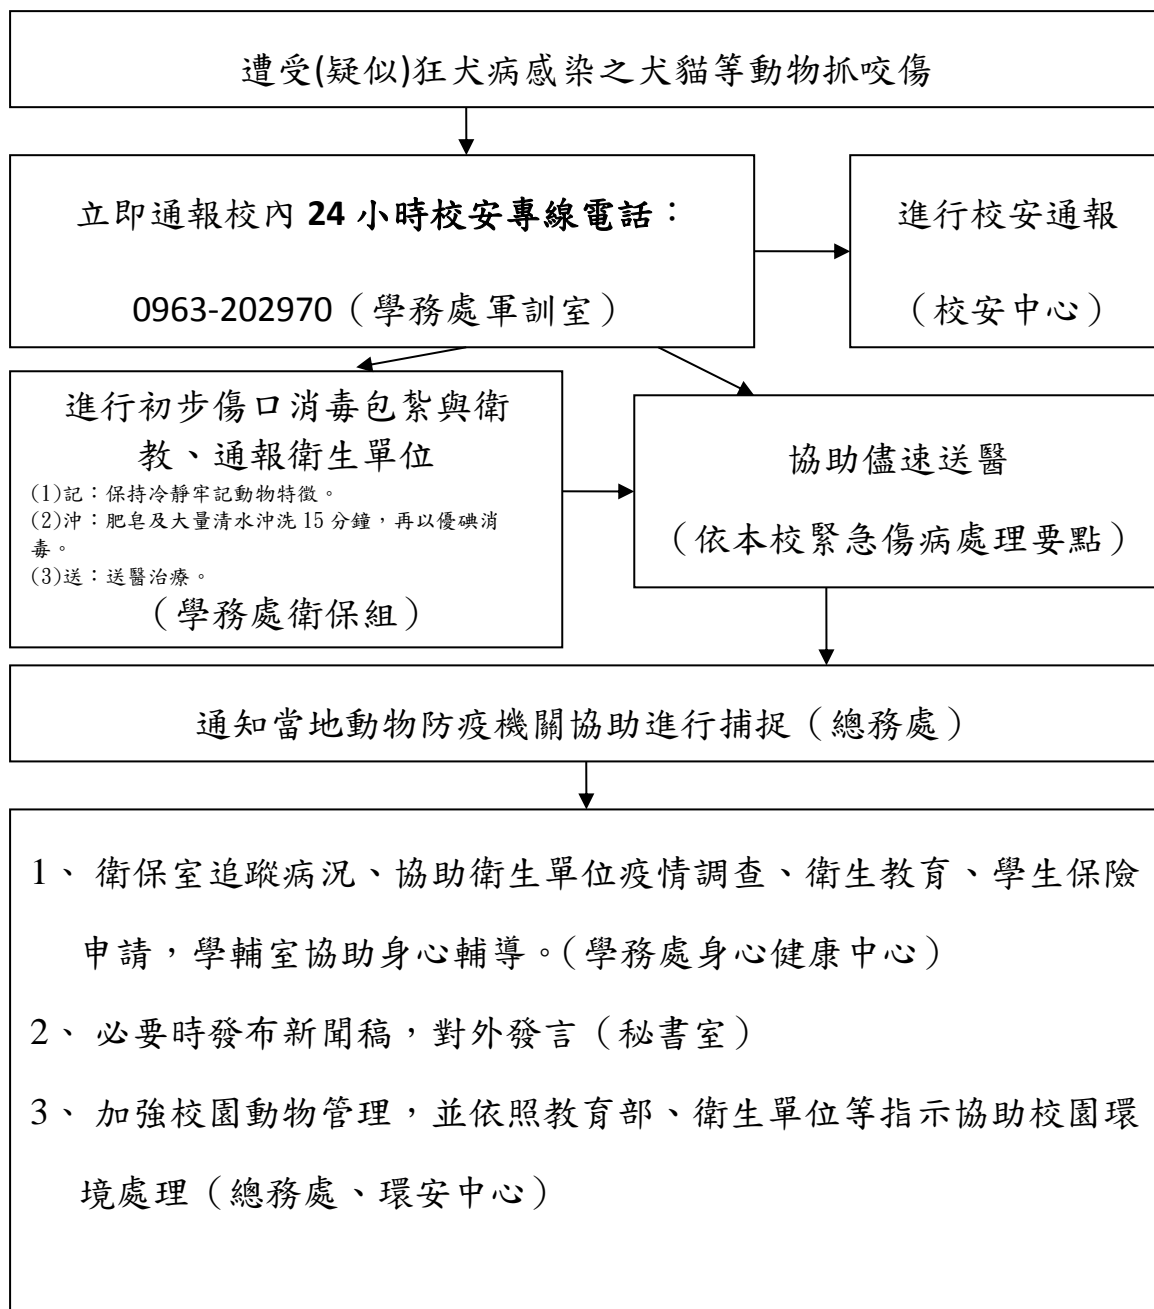 遭受(疑似)狂犬病感染之犬貓等動物抓咬傷
立即通報校內 24 小時校安專線電話：
0963-202970（學務處軍訓室）
進行校安通報
（校安中心）
進行初步傷口消毒包紮與衛
教、通報衛生單位
(1)記：保持冷靜牢記動物特徵。
(2)沖：肥皂及大量清水沖洗 15 分鐘，再以優碘消
毒。
(3)送：送醫治療。
（學務處衛保組）
協助儘速送醫
（依本校緊急傷病處理要點）
通知當地動物防疫機關協助進行捕捉（總務處）
1、 衛保室追蹤病況、協助衛生單位疫情調查、衛生教育、學生保險
申請，學輔室協助身心輔導。（學務處身心健康中心）
2、 必要時發布新聞稿，對外發言（秘書室）
3、 加強校園動物管理，並依照教育部、衛生單位等指示協助校園環
境處理（總務處、環安中心）